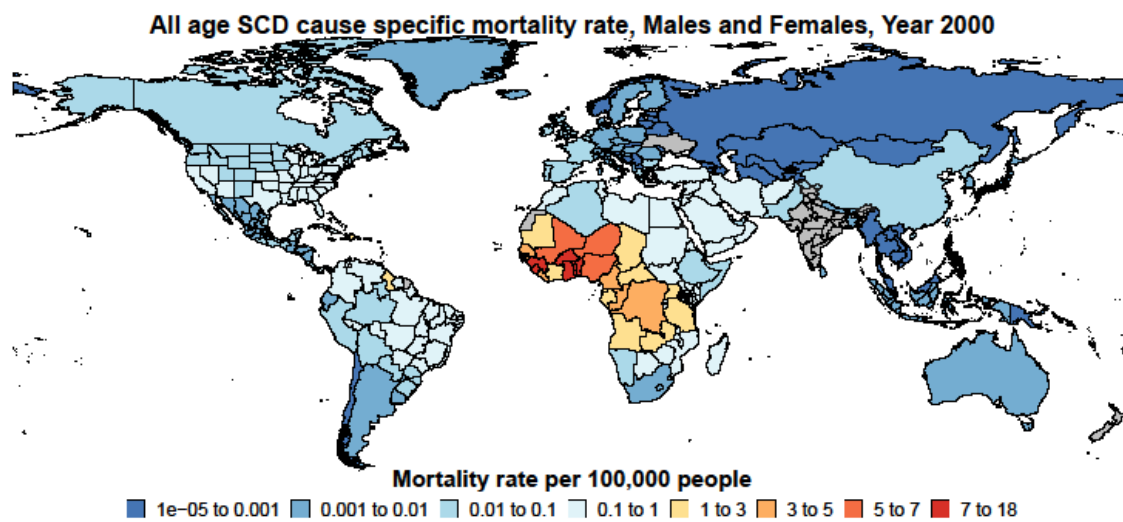 All age SCD cause specific mortality rate, Males and Females, Year 2000
Mortality rate per 100,000 people
1e−05 to 0.001 0.001 to 0.01 0.01 to 0.1 0.1 to 1 1 to 3 3 to 5 5 to 7 7 to 18